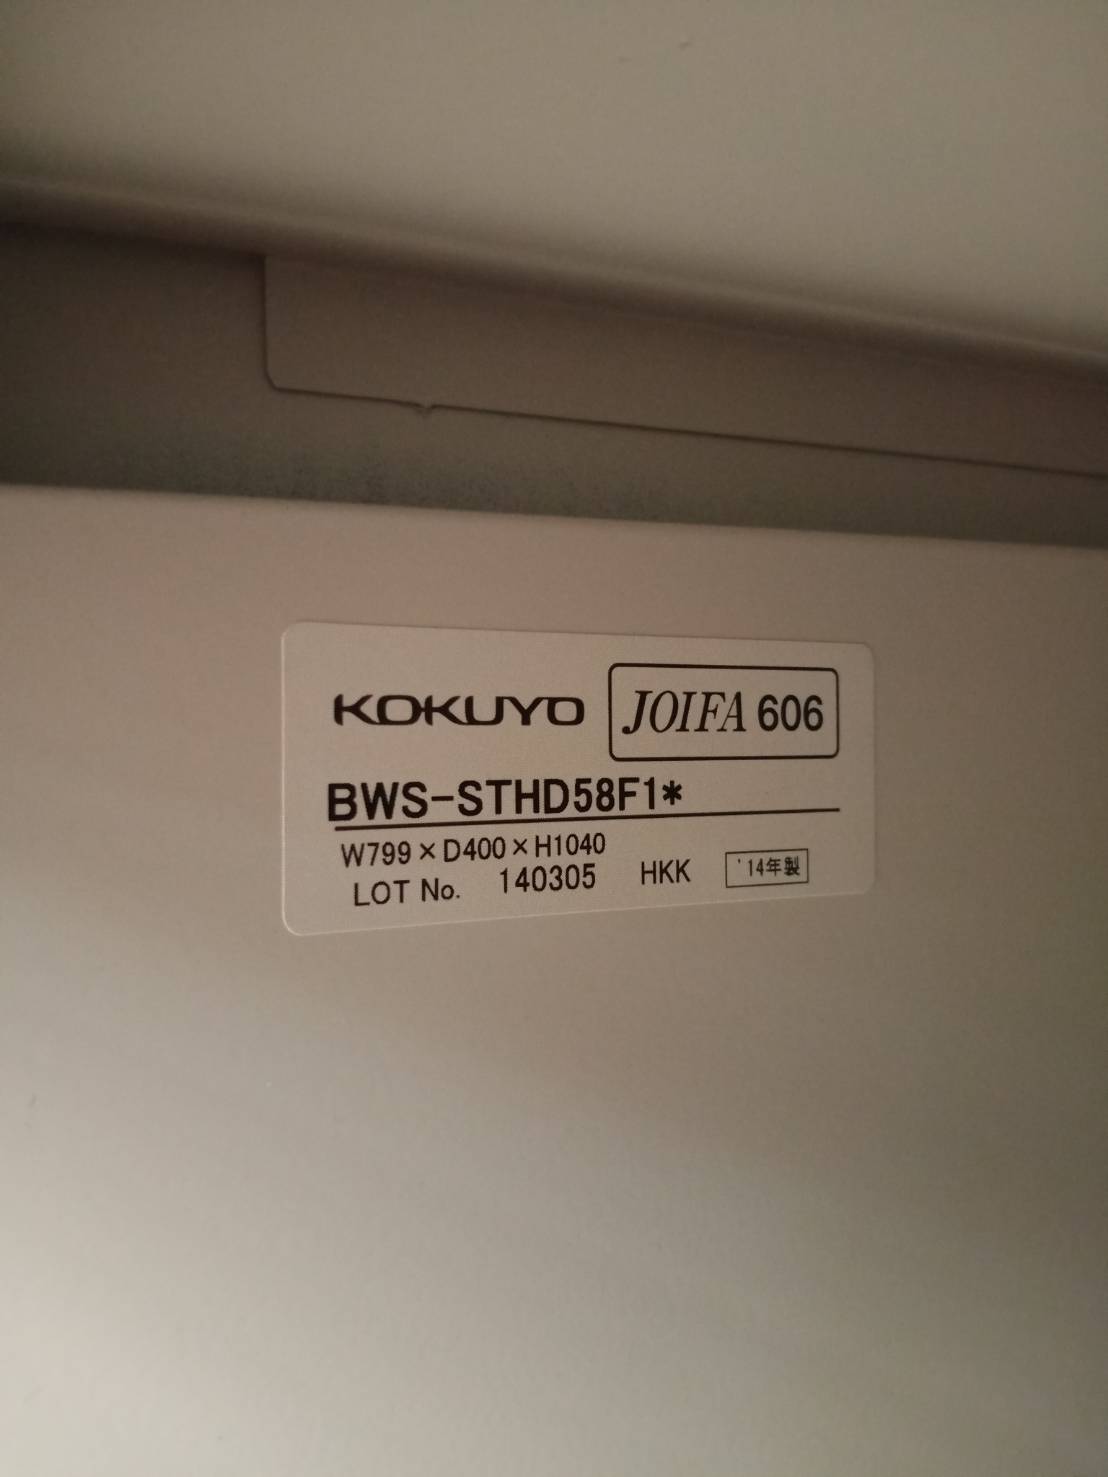 KOKUYO JOIFA 606
BWS-STHD58F1*
W799×D400×H1040
LOT No. 140305 HKK '14年製